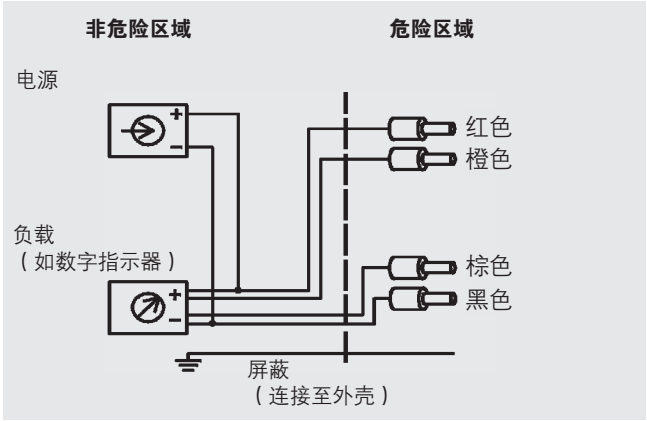 非危险区域
危险区域
电源
+
−
红色
橙色
负载
（如数字指示器）
+
−
棕色
黑色
屏蔽
（连接至外壳）